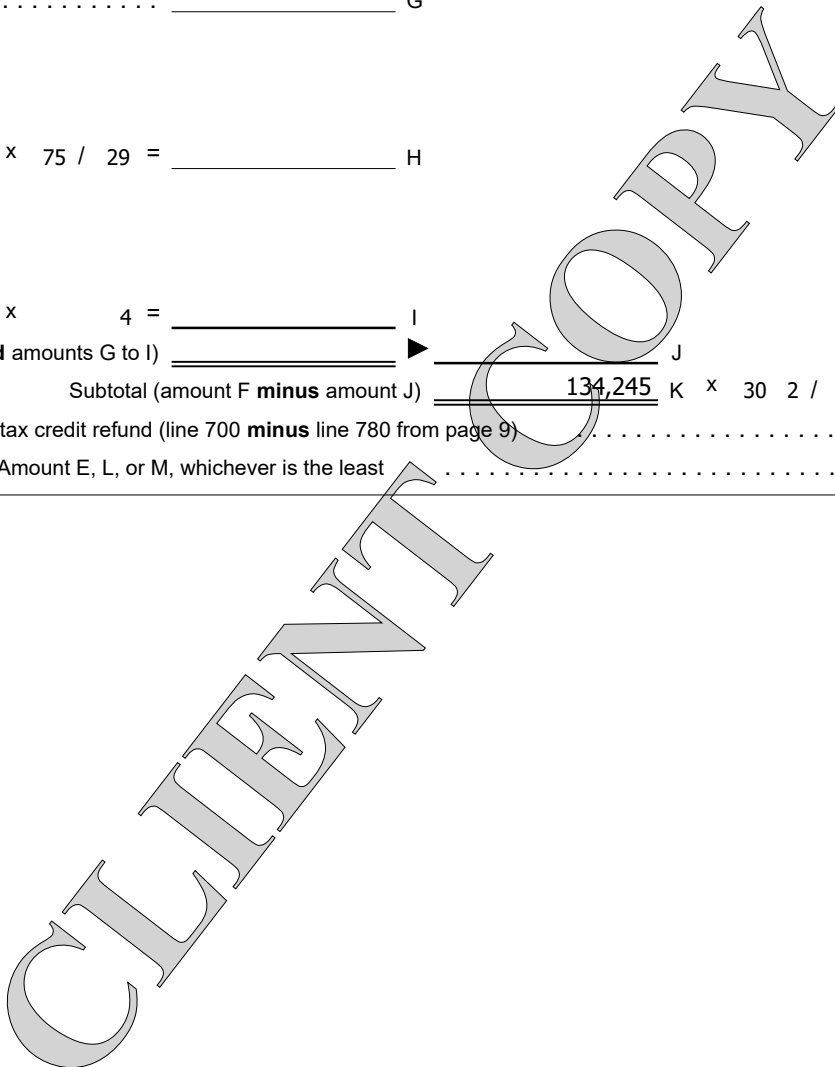 . . . . . . . . . . . G
x 75 / 29 = H
x 4 = I
amounts G to I) ▶ J
Subtotal (amount F minus amount J) 134,245 K x 30 2 /
tax credit refund (line 700 minus line 780 from page 9) . . . . . . . . . . . . . . . . .
Amount E, L, or M, whichever is the least . . . . . . . . . . . . . . . . . . . . . . . . . . .
CLIENT COPY